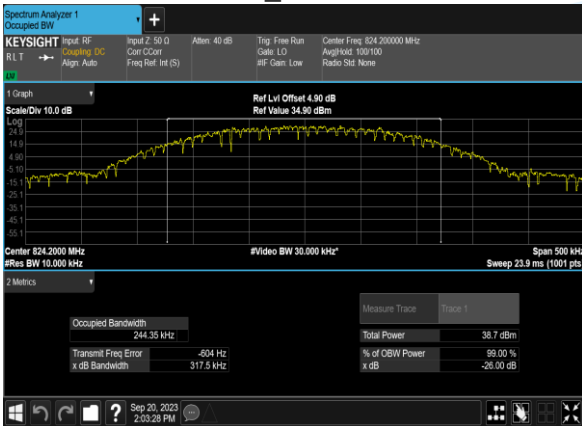 Spectrum Analyzer 1
Occupied BW
KEYSIGHT
RLT
LXI
Input: RF
Coupling: DC
Align: Auto
Input Z: 50 Ω
Corr CCorr
Freq Ref: Int (S)
Atten: 40 dB
Trig: Free Run
Gate: LO
#IF Gain: Low
Center Freq: 824.200000 MHz
Avg|Hold: 100/100
Radio Std: None
1 Graph
Scale/Div 10.0 dB
Ref Lvl Offset 4.90 dB
Ref Value 34.90 dBm
Log
24.9
14.9
4.90
-5.10
-15.1
-25.1
-35.1
-45.1
-55.1
Center 824.2000 MHz
#Res BW 10.000 kHz
#Video BW 30.000 kHz*
Span 500 kHz
Sweep 23.9 ms (1001 pts
2 Metrics
Measure Trace
Trace 1
Occupied Bandwidth
244.35 kHz
Total Power
38.7 dBm
Transmit Freq Error
-604 Hz
% of OBW Power
99.00 %
x dB Bandwidth
317.5 kHz
x dB
-26.00 dB
?
Sep 20, 2023
2:03:28 PM